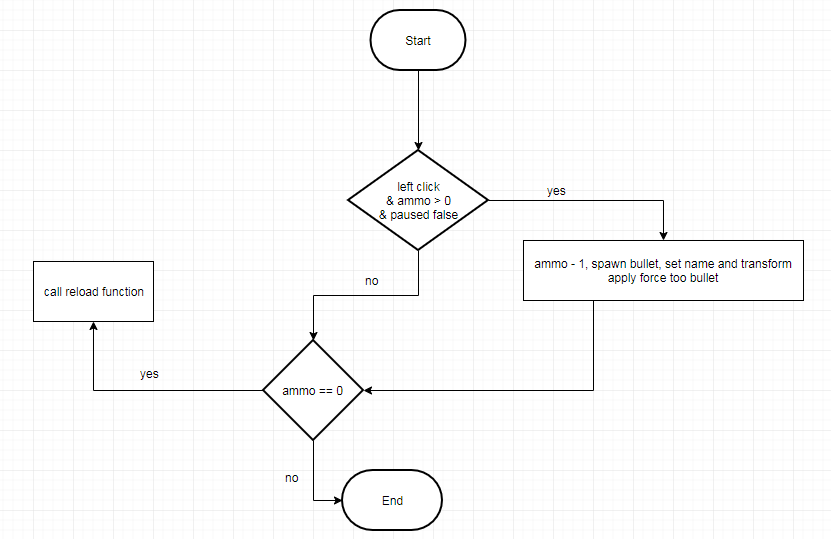 Start
left click
& ammo > 0
& paused false
yes
ammo - 1, spawn bullet, set name and transform
apply force too bullet
no
call reload function
yes
ammo == 0
no
End